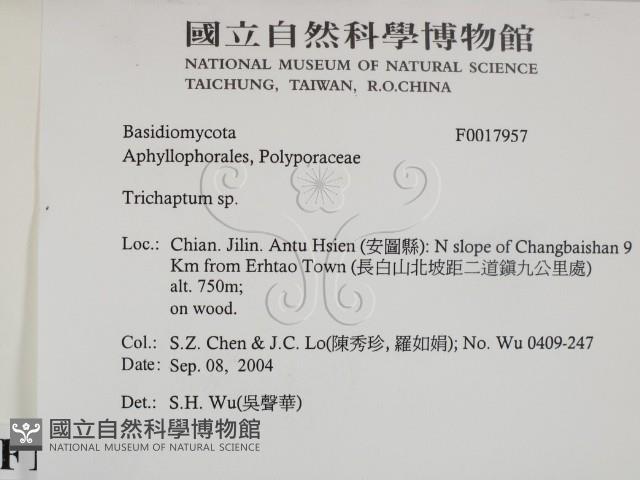 國立自然科學博物館
NATIONAL MUSEUM OF NATURAL SCIENCE
TAICHUNG, TAIWAN, R.O.CHINA
Basidiomycota F0017957
Aphyllophorales, Polyporaceae
Trichaptum sp.
Loc.: Chian. Jilin. Antu Hsien (安圖縣): N slope of Changbaishan 9
Km from Erhtao Town (長白山北坡距二道鎮九公里處)
alt. 750m;
on wood.
Col.: S.Z. Chen & J.C. Lo(陳秀珍, 羅如娟); No. Wu 0409-247
Date: Sep. 08, 2004
Det.: S.H. Wu(吳聲華)
國立自然科學博物館
NATIONAL MUSEUM OF NATURAL SCIENCE
F]